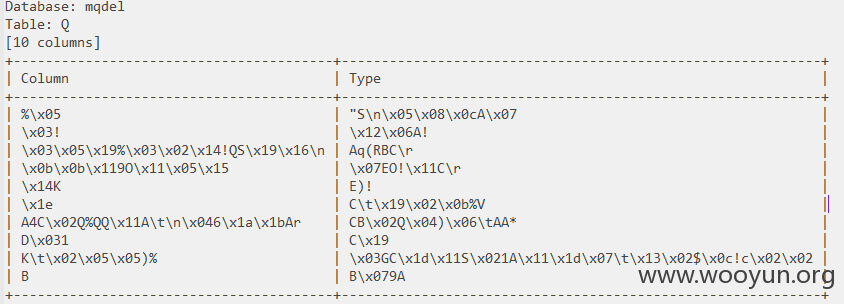 Database: mqdel
Table: Q
[10 columns]
+-----------------------------------+---------------------------------------------------+
| Column | Type |
+-----------------------------------+---------------------------------------------------+
| %\x05 | "S\n\x05\x08\x0cA\x07 |
| \x03! | \x12\x06A! |
| \x03\x05\x19%\x03\x02\x14!QS\x19\x16\n | Aq(RBC\r |
| \x0b\x0b\x119O\x11\x05\x15 | \x07EO!\x11C\r |
| \x14K | E)! |
| \x1e | C\t\x19\x02\x0b%V |
| A4C\x02Q%QQ\x11A\t\n\x046\x1a\x1bAr | CB\x02Q\x04)\x06\tAA* |
| D\x031 | C\x19 |
| K\t\x02\x05\x05)% | \x03GC\x1d\x11S\x021A\x11\x1d\x07\t\x13\x02$\x0c!c\x02\x02 |
| B | B\x079A |
+-----------------------------------+---------------------------------------------------+
www.wooyun.org